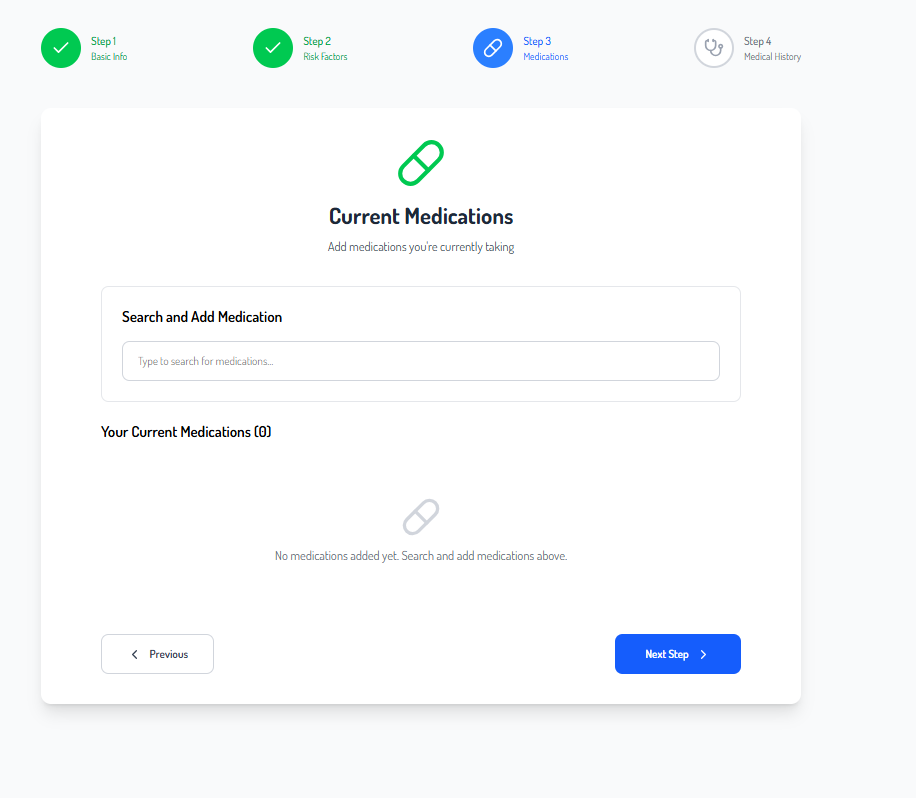 Step 1
Basic Info
Step 2
Risk Factors
Step 3
Medications
Step 4
Medical History
Current Medications
Add medications you're currently taking
Search and Add Medication
Type to search for medications...
Your Current Medications (0)
No medications added yet. Search and add medications above.
Previous
Next Step